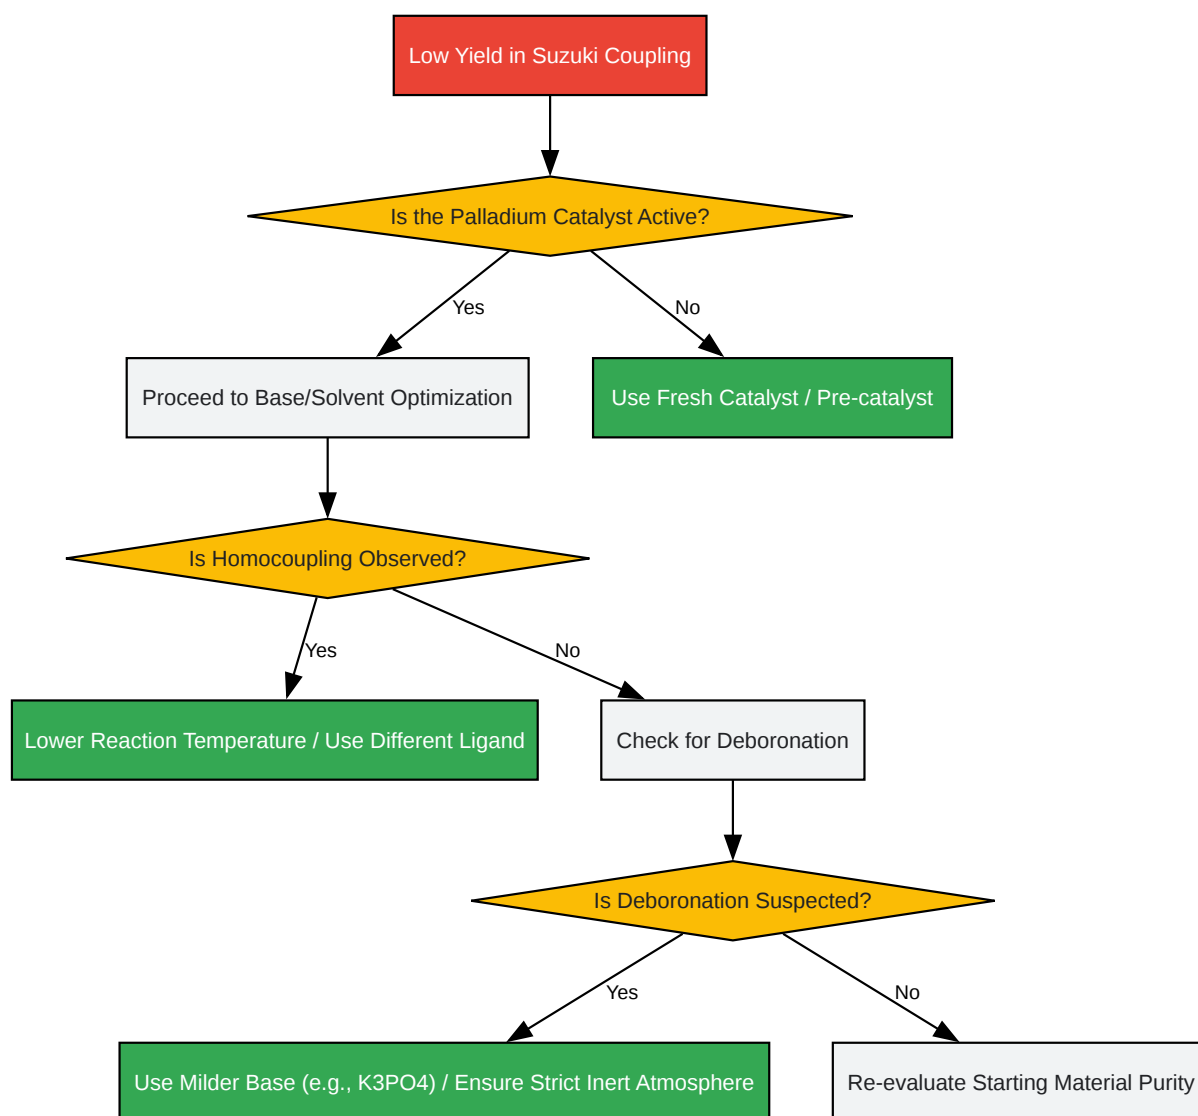 Low Yield in Suzuki Coupling
Is the Palladium Catalyst Active?
Yes
No
Proceed to Base/Solvent Optimization
Use Fresh Catalyst / Pre-catalyst
Is Homocoupling Observed?
Yes
No
Lower Reaction Temperature / Use Different Ligand
Check for Deboronation
Is Deboronation Suspected?
Yes
No
Use Milder Base (e.g., K3PO4) / Ensure Strict Inert Atmosphere
Re-evaluate Starting Material Purity